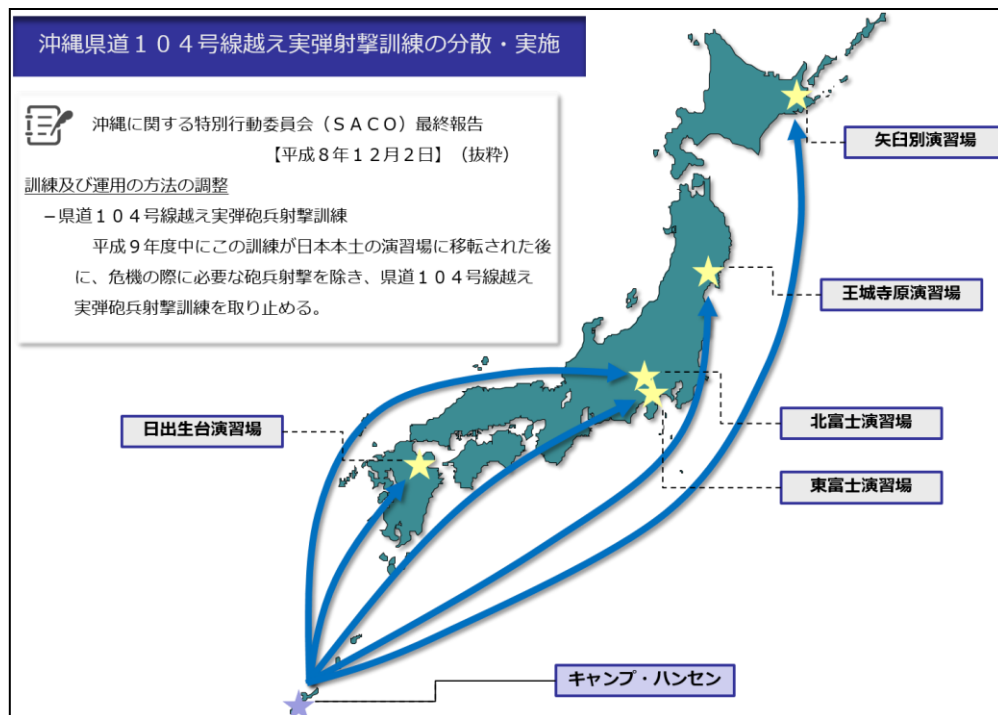 沖縄県道１０４号線越え実弾射撃訓練の分散・実施
沖縄に関する特別行動委員会（ＳＡＣＯ）最終報告
【平成８年１２月２日】（抜粋）
訓練及び運用の方法の調整
－県道１０４号線越え実弾砲兵射撃訓練
平成９年度中にこの訓練が日本本土の演習場に移転された後
に、危機の際に必要な砲兵射撃を除き、県道１０４号線越え
実弾砲兵射撃訓練を取り止める。
矢臼別演習場
王城寺原演習場
北富士演習場
日出生台演習場
東富士演習場
キャンプ・ハンセン